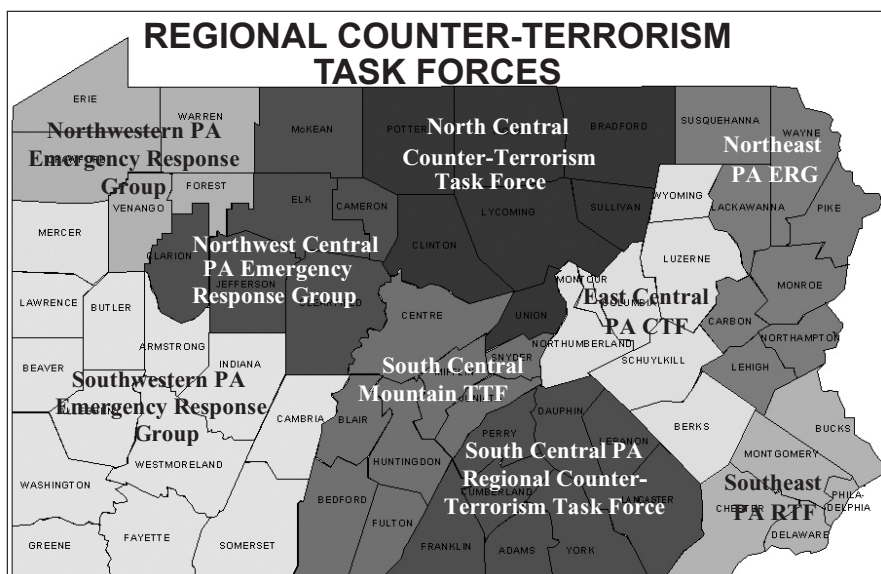 REGIONAL COUNTER-TERRORISM
TASK FORCES
ERIE
WARREN
McKEAN
POTTER
BRADFORD
SUSQUEHANNA
WAYNE
Northwestern PA
Emergency Response
Group
North Central
Counter-Terrorism
Task Force
Northeast
PA ERG
FOREST
VENANGO
ELK
CAMERON
LYCOMING
SULLIVAN
WYOMING
LACKAWANNA
PIKE
MERCER
CLARION
CLINTON
LUZERNE
Northwest Central
PA Emergency
Response Group
JEFFERSON
CLEARFIELD
MONTOUR
COLUMBIA
MONROE
East Central
PA CTF
LAWRENCE
BUTLER
CENTRE
UNION
CARBON
ARMSTRONG
INDIANA
SNYDER
NORTHUMBERLAND
NORTHAMPTON
SCHUYLKILL
LEHIGH
BEAVER
South Central
Mountain TTF
MIFFLIN
Southwestern PA
Emergency Response
Group
CAMBRIA
BLAIR
DAUPHIN
BERKS
BUCKS
PERRY
LEBANON
WESTMORELAND
HUNTINGDON
MONTGOMERY
South Central PA
Regional Counter-
Terrorism Task Force
WASHINGTON
BEDFORD
CUMBERLAND
LANCASTER
Southeast
PA RTF
CHESTER
PHILA-
DELPHIA
FULTON
DELAWARE
GREENE
FAYETTE
SOMERSET
FRANKLIN
ADAMS
YORK